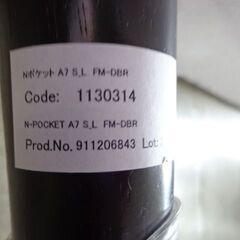 Nポケット A7 S,L FM-DBR
Code: 1130314
N-POCKET A7 S,L FM-DBR
Prod.No. 911206843 Lot: